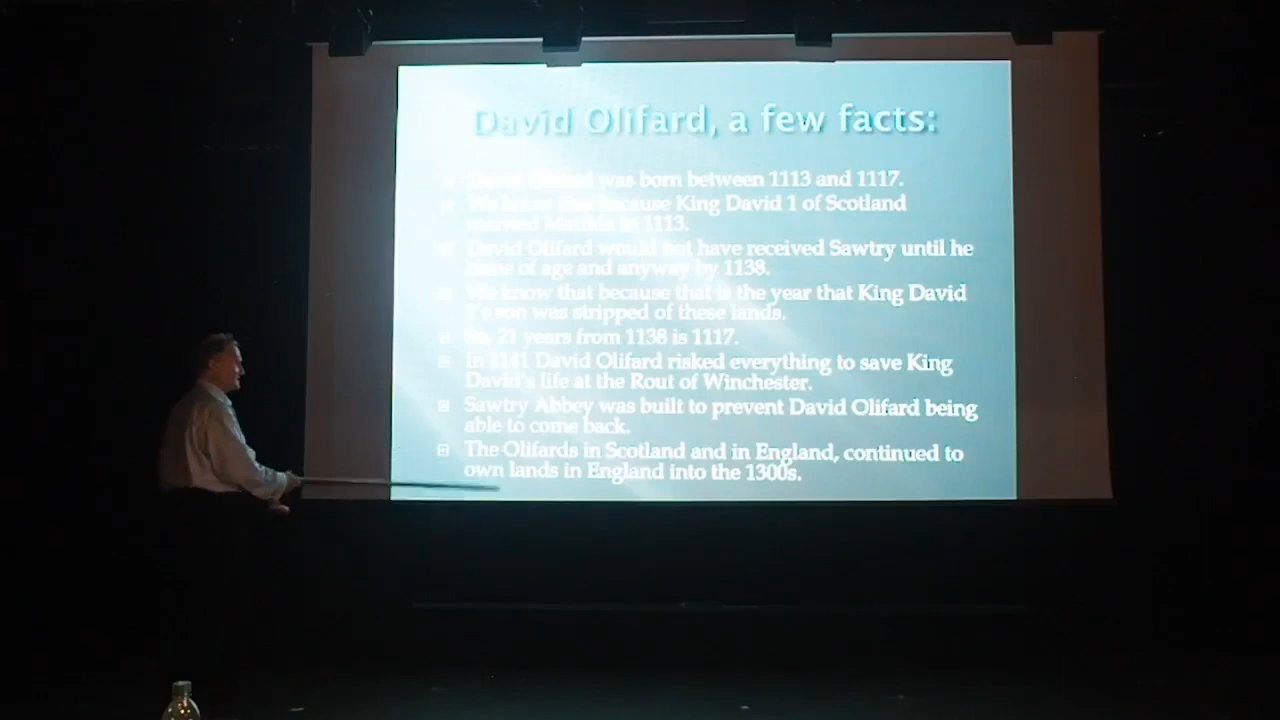 David Olifard, a few facts:
David Olifard was born between 1113 and 1117.
We know this because King David 1 of Scotland
married Matilda in 1113.
David Olifard would not have received Sawtry until he
came of age and anyway by 1138.
We know that because that is the year that King David
I's son was stripped of these lands.
So, 21 years from 1138 is 1117.
In 1141 David Olifard risked everything to save King
David's life at the Rout of Winchester.
Sawtry Abbey was built to prevent David Olifard being
able to come back.
The Olifards in Scotland and in England, continued to
own lands in England into the 1300s.